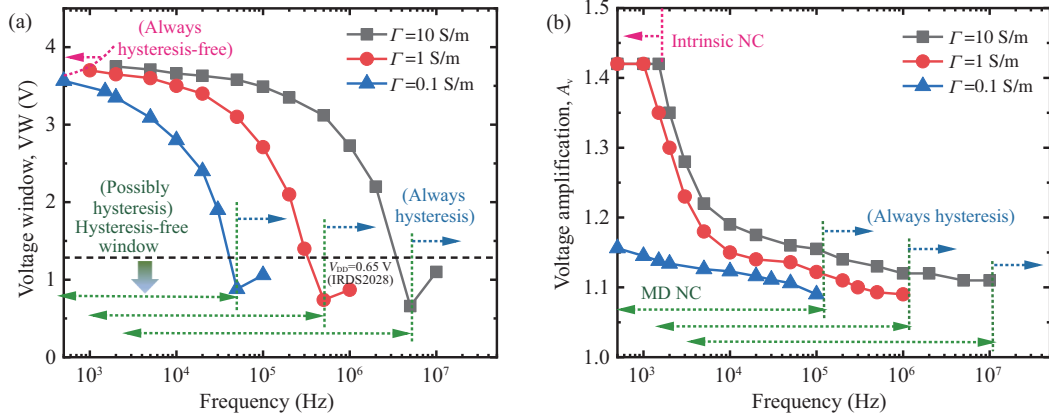 (a)
Voltage window, VW (V)
5
4
3
2
1
0
(Always
hysteresis-free)
Γ=10 S/m
Γ=1 S/m
Γ=0.1 S/m
(Possibly
hysteresis)
Hysteresis-free
window
(Always
hysteresis)
V_DD=0.65 V
(IRDS2028)
10³ 10⁴ 10⁵ 10⁶ 10⁷
Frequency (Hz)
(b)
Voltage amplification, A_v
1.5
1.4
1.3
1.2
1.1
1.0
Intrinsic NC
Γ=10 S/m
Γ=1 S/m
Γ=0.1 S/m
(Always hysteresis)
MD NC
10³ 10⁴ 10⁵ 10⁶ 10⁷
Frequency (Hz)